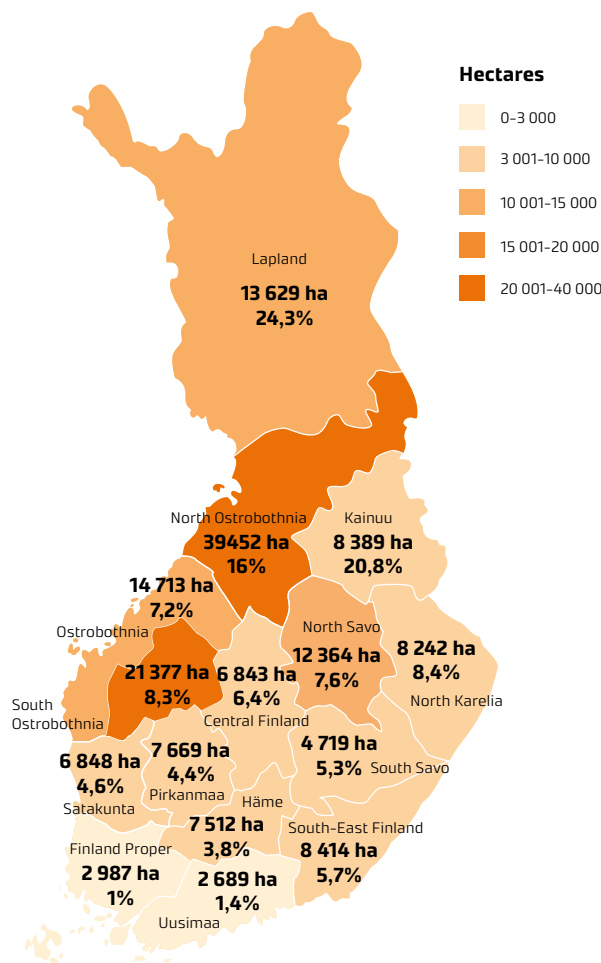 Hectares
0–3 000
3 001–10 000
10 001–15 000
15 001–20 000
20 001–40 000
Lapland
13 629 ha
24,3%
North Ostrobothnia
39452 ha
16%
Kainuu
8 389 ha
20,8%
14 713 ha
7,2%
Ostrobothnia
North Savo
12 364 ha
7,6%
8 242 ha
8,4%
North Karelia
21 377 ha
8,3%
South
Ostrobothnia
6 843 ha
6,4%
Central Finland
6 848 ha
4,6%
Satakunta
7 669 ha
4,4%
Pirkanmaa
4 719 ha
5,3%
South Savo
Häme
7 512 ha
3,8%
South-East Finland
8 414 ha
5,7%
Finland Proper
2 987 ha
1%
2 689 ha
1,4%
Uusimaa